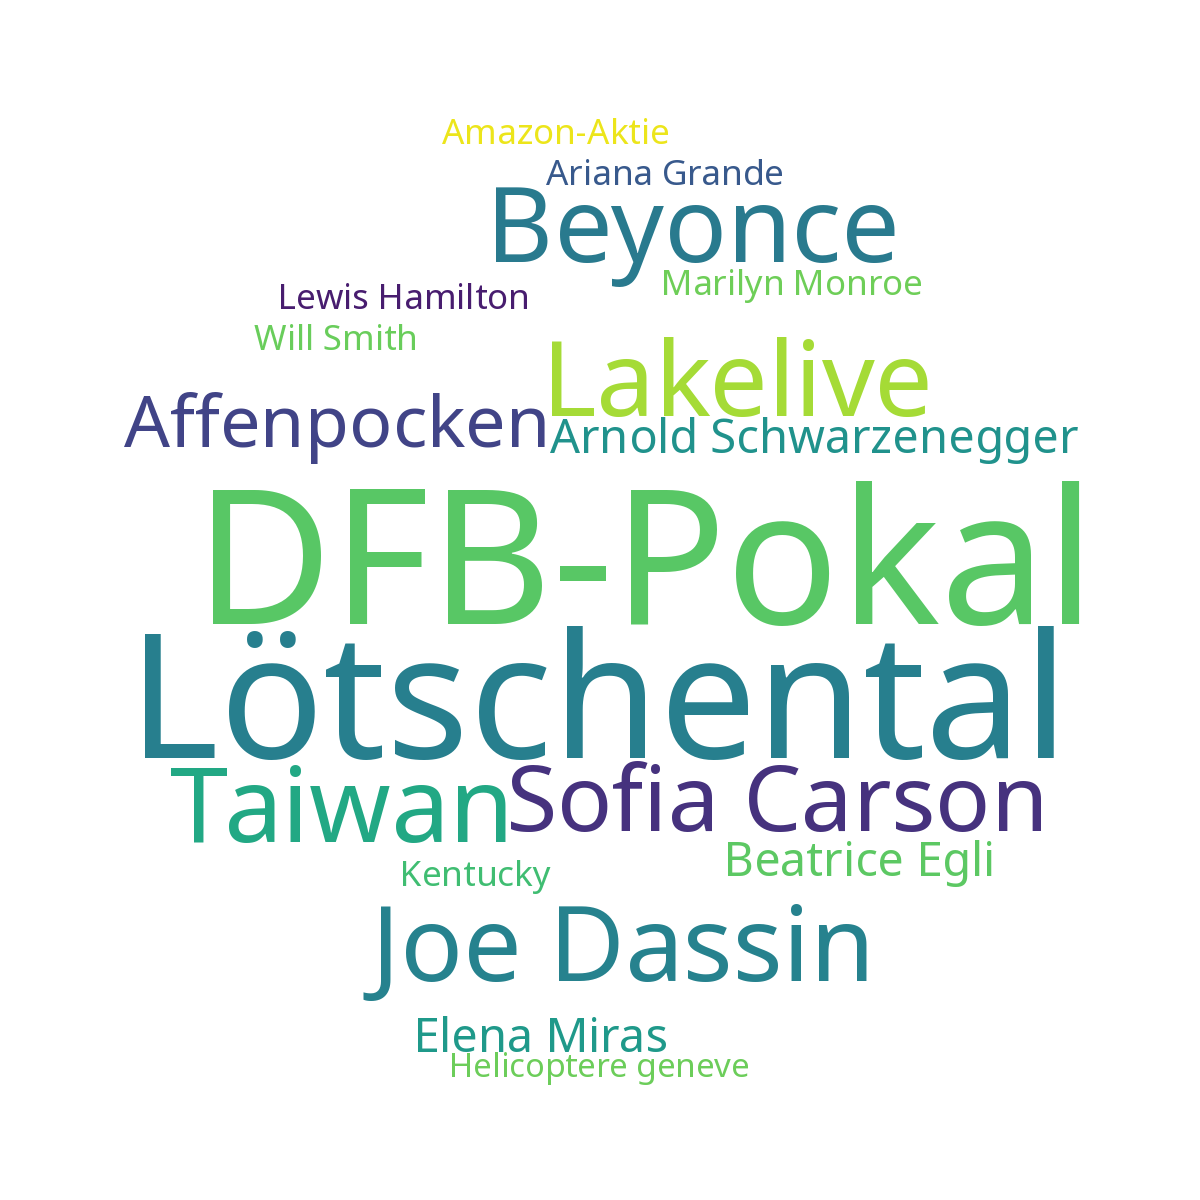 Amazon-Aktie
Ariana Grande
Beyonce
Marilyn Monroe
Lewis Hamilton
Will Smith
Lakelive
Affenpocken
Arnold Schwarzenegger
DFB-Pokal
Lötschental
Taiwan
Sofia Carson
Beatrice Egli
Kentucky
Joe Dassin
Elena Miras
Helicoptere geneve